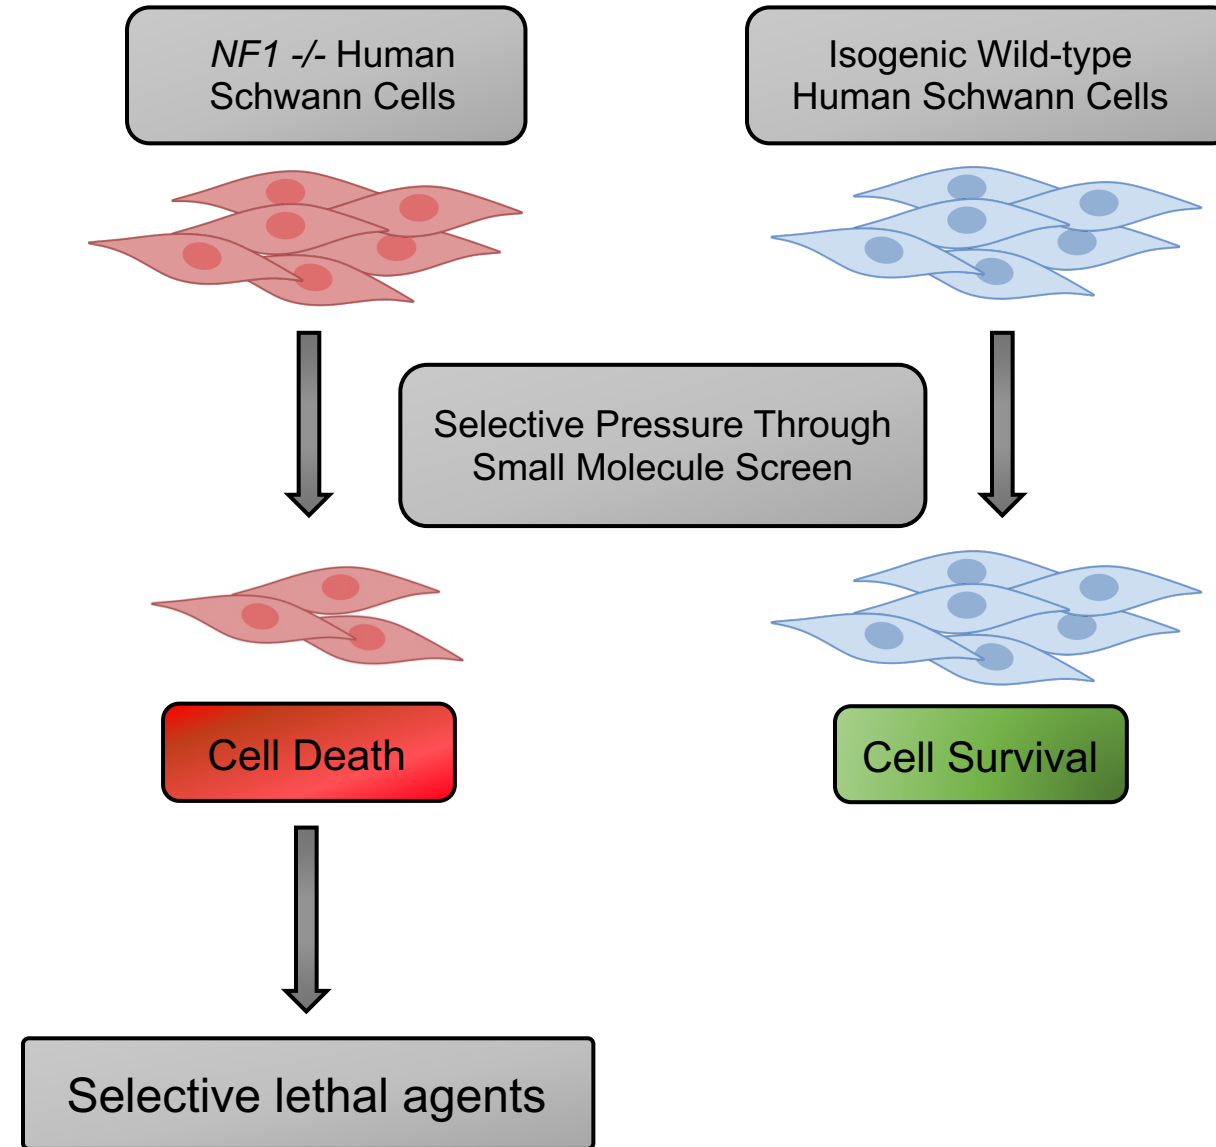 NF1 -/- Human
Schwann Cells
Isogenic Wild-type
Human Schwann Cells
Selective Pressure Through
Small Molecule Screen
Cell Death
Cell Survival
Selective lethal agents